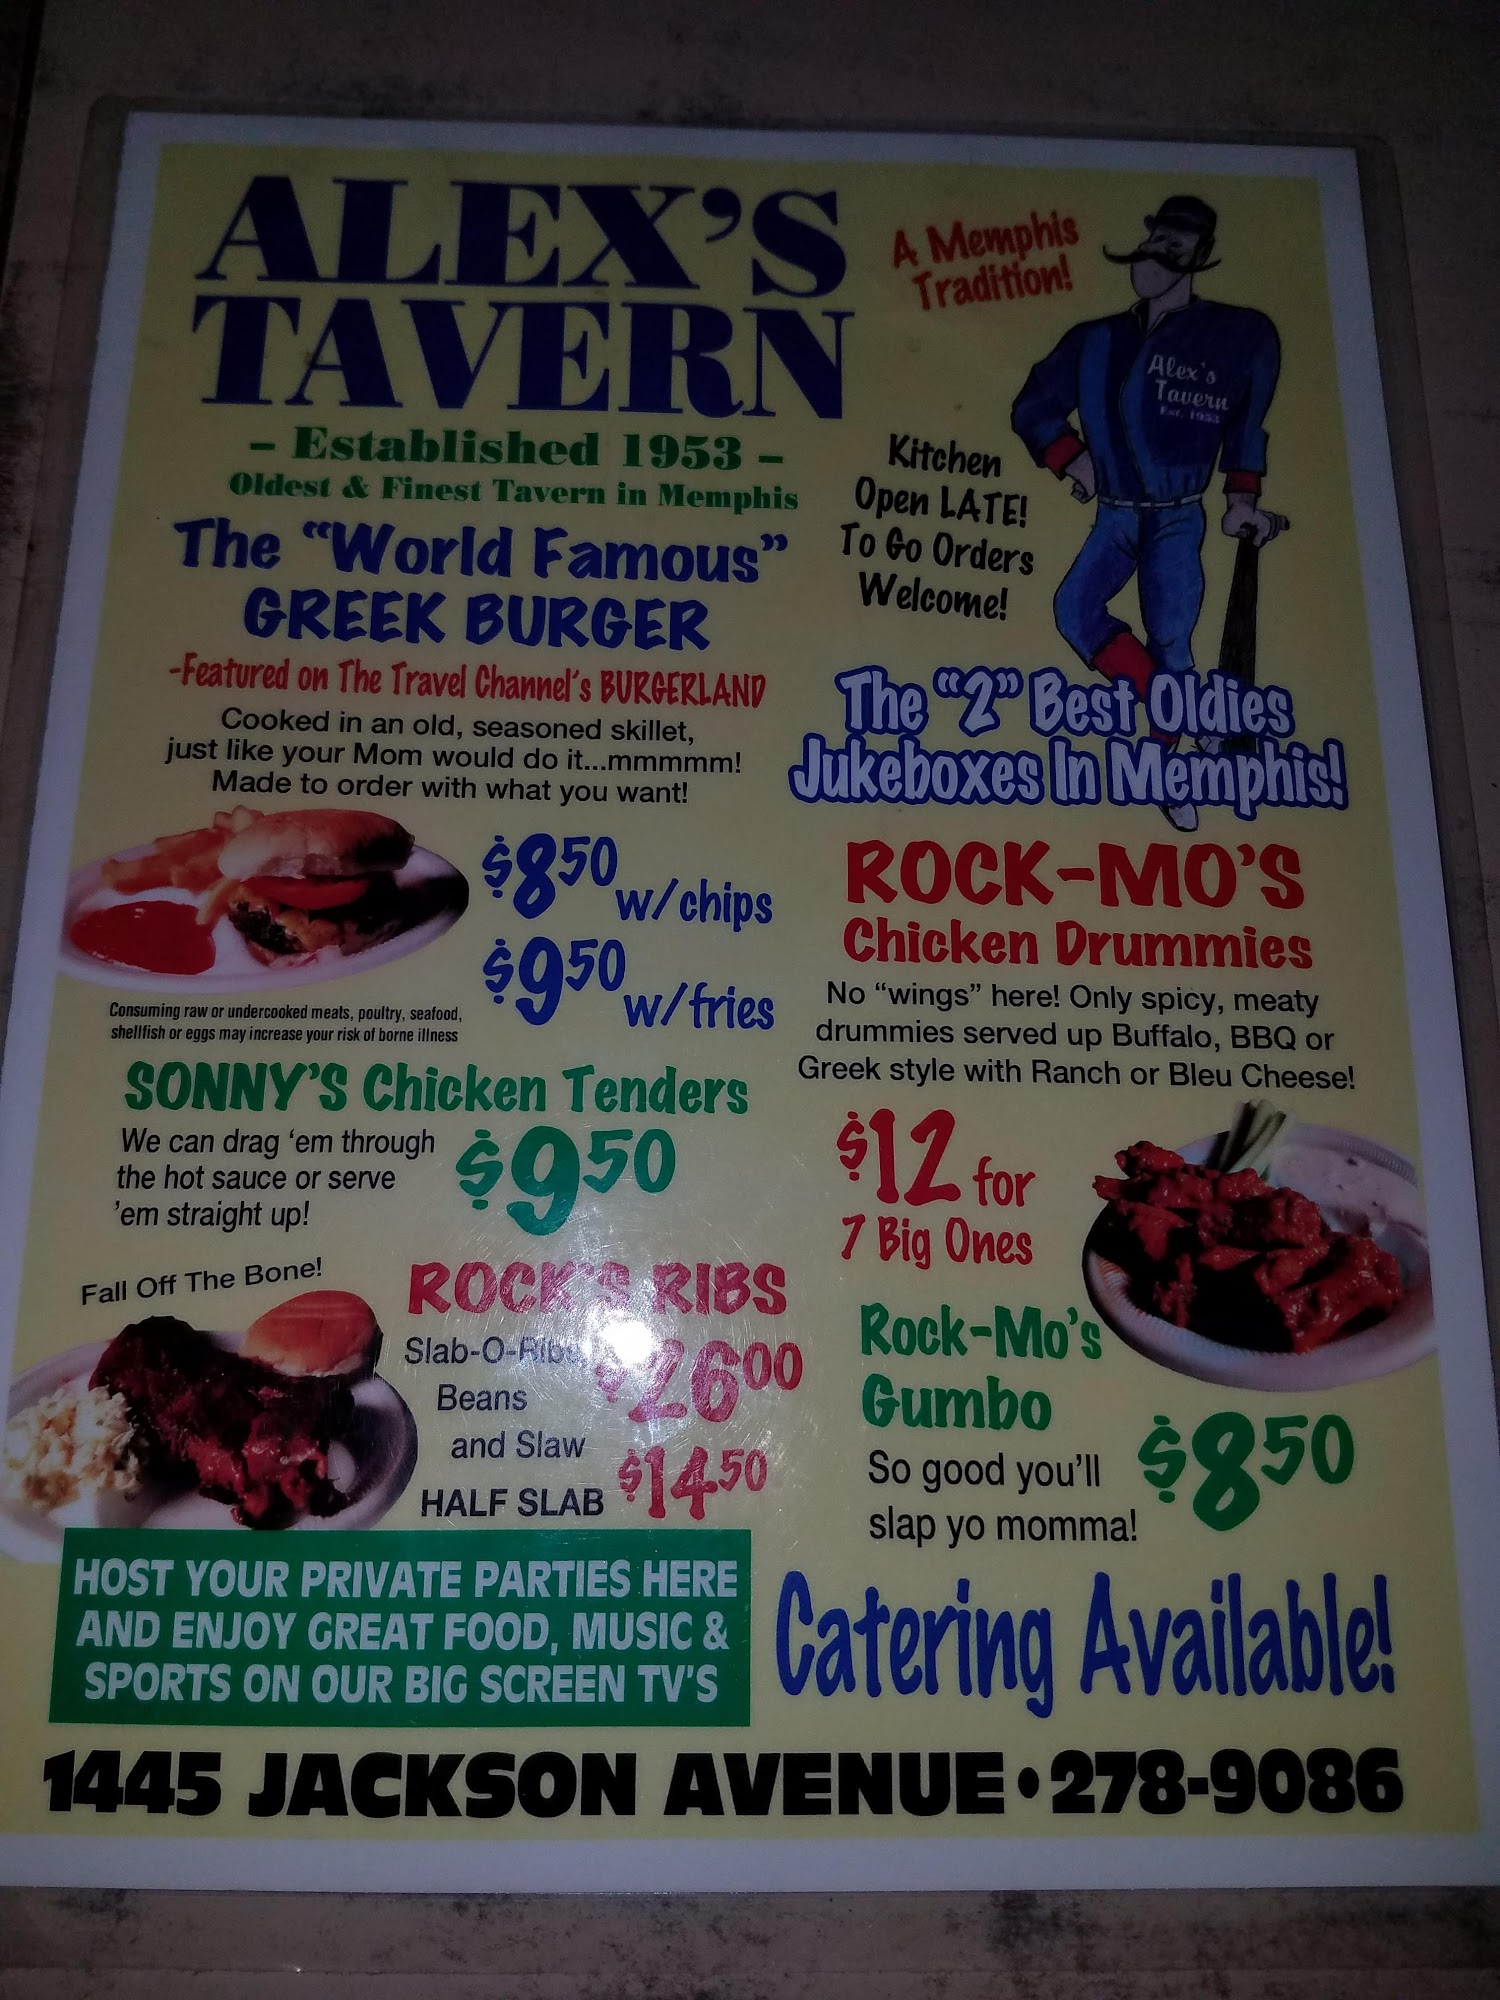 ALEX'S
TAVERN
– Established 1953 –
Oldest & Finest Tavern in Memphis
A Memphis
Tradition!
Alex's
Tavern
Est. 1953
Kitchen
Open LATE!
To Go Orders
Welcome!
The "World Famous"
GREEK BURGER
-Featured on The Travel Channel's BURGERLAND
Cooked in an old, seasoned skillet,
just like your Mom would do it...mmmmm!
Made to order with what you want!
$850 w/chips
$950 w/fries
Consuming raw or undercooked meats, poultry, seafood,
shellfish or eggs may increase your risk of borne illness
SONNY'S Chicken Tenders
We can drag 'em through
the hot sauce or serve
'em straight up!
$950
Fall Off The Bone!
ROCK'S RIBS
Slab-O-Ribs,
Beans
and Slaw
$2600
HALF SLAB $1450
HOST YOUR PRIVATE PARTIES HERE
AND ENJOY GREAT FOOD, MUSIC &
SPORTS ON OUR BIG SCREEN TV'S
The "2" Best Oldies
Jukeboxes In Memphis!
ROCK-MO'S
Chicken Drummies
No "wings" here! Only spicy, meaty
drummies served up Buffalo, BBQ or
Greek style with Ranch or Bleu Cheese!
$12 for
7 Big Ones
Rock-Mo's
Gumbo
So good you'll
slap yo momma!
$850
Catering Available!
1445 JACKSON AVENUE • 278-9086